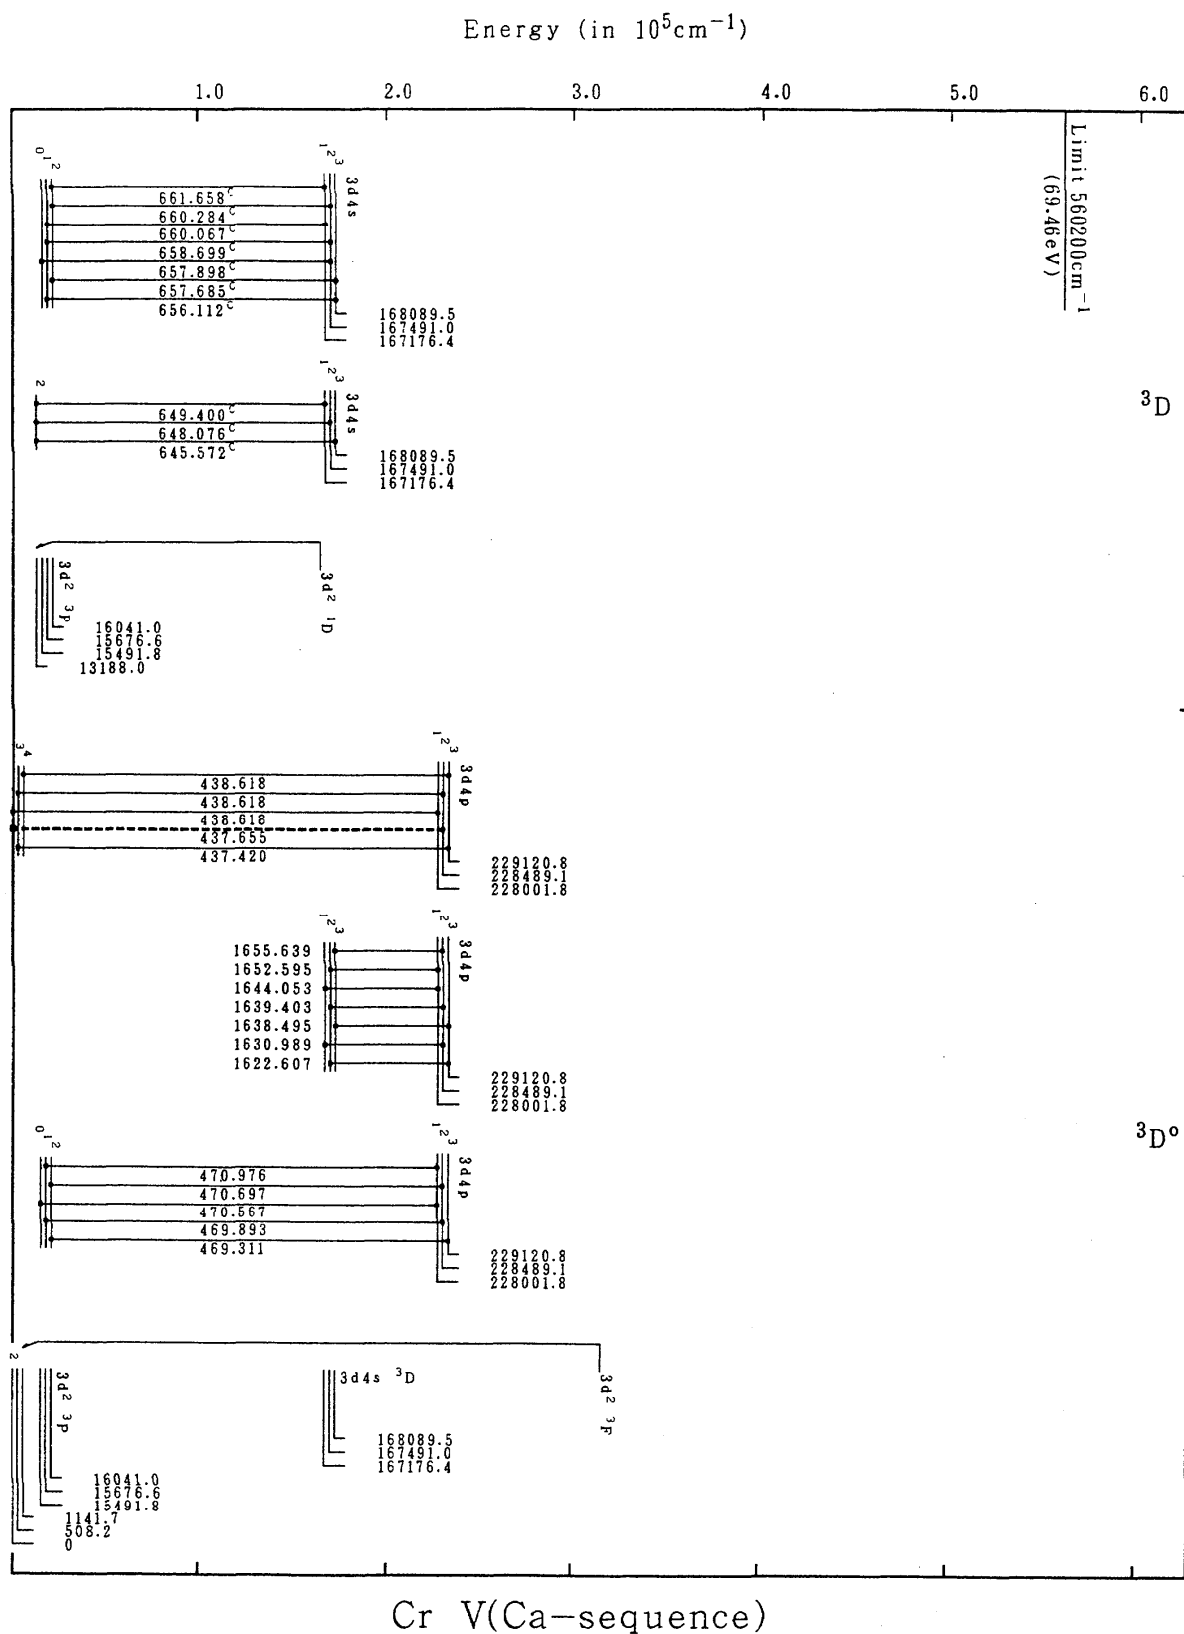 Energy (in 10⁵cm⁻¹)
1.0 2.0 3.0 4.0 5.0 6.0
Limit 560200cm⁻¹
(69.46eV)
0 1 2
1 2 3
3d4s
661.658ᶜ
660.284ᶜ
660.067ᶜ
658.699ᶜ
657.898ᶜ
657.685ᶜ
656.112ᶜ
168089.5
167491.0
167176.4
³D
2
1 2 3
3d4s
649.400ᶜ
648.076ᶜ
645.572ᶜ
168089.5
167491.0
167176.4
3d² ³P
3d² ¹D
16041.0
15676.6
15491.8
13188.0
3 4
1 2 3
3d4p
438.618
438.618
438.618
437.655
437.420
229120.8
228489.1
228001.8
1 2 3
1 2 3
3d4p
1655.639
1652.595
1644.053
1639.403
1638.495
1630.989
1622.607
229120.8
228489.1
228001.8
³D°
0 1 2
1 2 3
3d4p
470.976
470.697
470.567
469.893
469.311
229120.8
228489.1
228001.8
2
3d² ³P
3d4s ³D
3d² ³F
168089.5
167491.0
167176.4
16041.0
15676.6
15491.8
1141.7
508.2
0
Cr V(Ca-sequence)